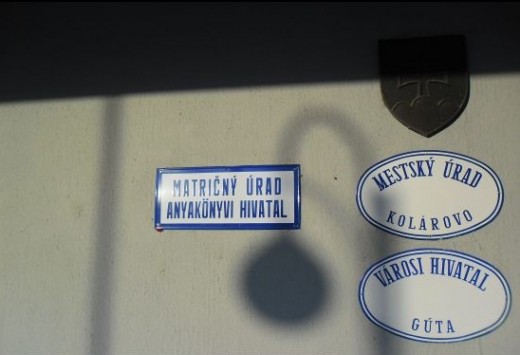 MATRIČNÝ ÚRAD
ANYAKÖNYVI HIVATAL
MESTSKÝ ÚRAD
KOLÁROVO
VÁROSI HIVATAL
GÚTA